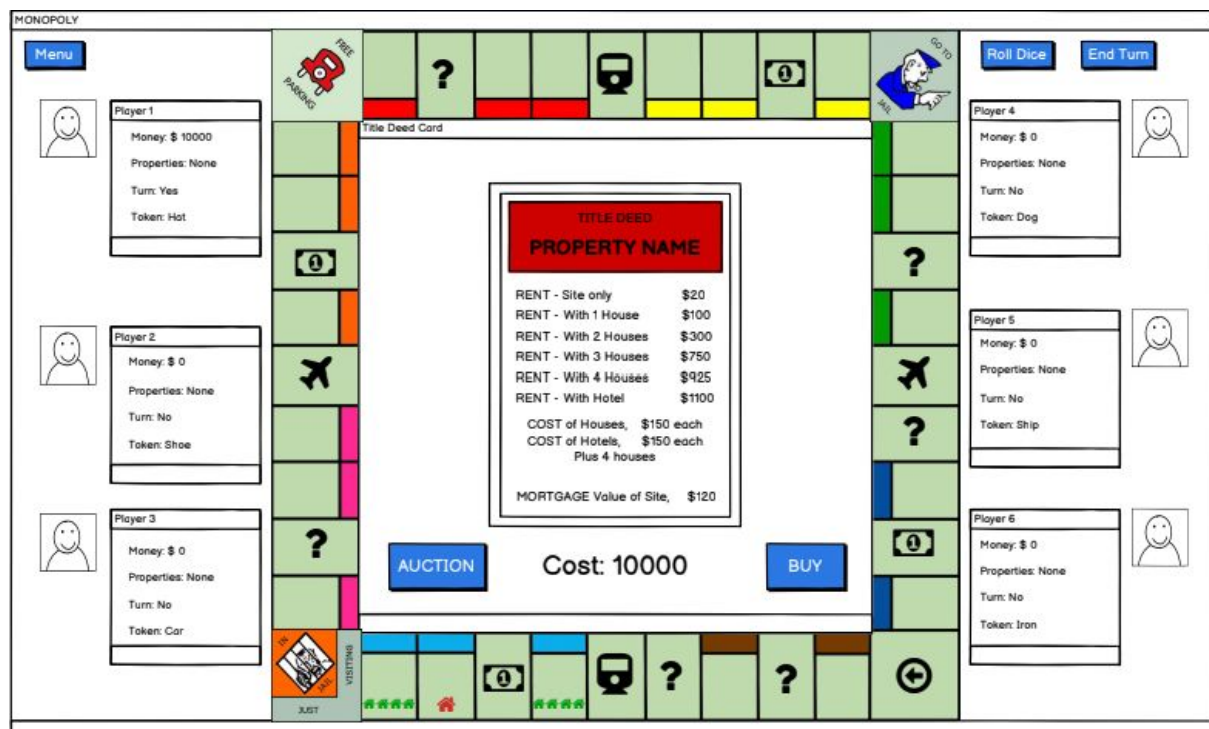 MONOPOLY
Menu
Roll Dice
End Turn
FREE
PARKING
?
1
GO TO
JAIL
Player 1
Money: $ 10000
Properties: None
Turn: Yes
Token: Hat
Player 2
Money: $ 0
Properties: None
Turn: No
Token: Shoe
Player 3
Money: $ 0
Properties: None
Turn: No
Token: Car
1
?
Title Deed Card
TITLE DEED
PROPERTY NAME
RENT - Site only $20
RENT - With 1 House $100
RENT - With 2 Houses $300
RENT - With 3 Houses $750
RENT - With 4 Houses $925
RENT - With Hotel $1100
COST of Houses, $150 each
COST of Hotels, $150 each
Plus 4 houses
MORTGAGE Value of Site, $120
AUCTION
Cost: 10000
BUY
?
?
1
Player 4
Money: $ 0
Properties: None
Turn: No
Token: Dog
Player 5
Money: $ 0
Properties: None
Turn: No
Token: Ship
Player 6
Money: $ 0
Properties: None
Turn: No
Token: Iron
IN
JAIL
JUST
VISITING
1
?
?